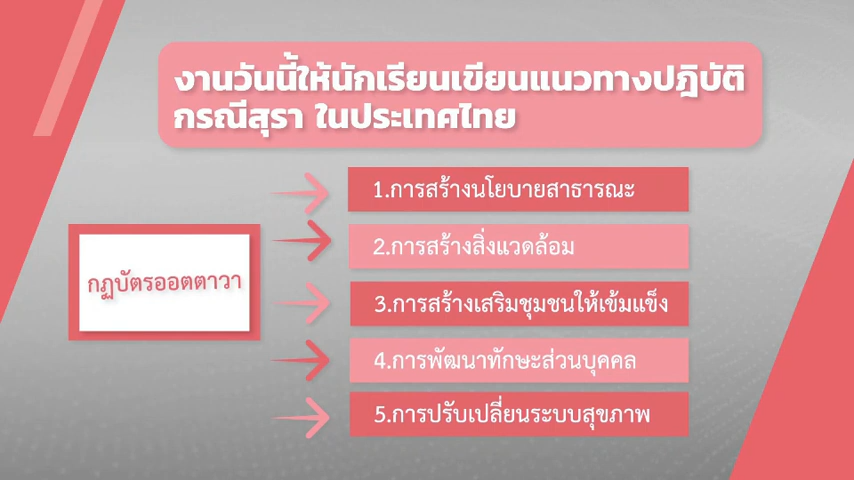 งานวันนี้ให้นักเรียนเขียนแนวทางปฎิบัติ
กรณีสุรา ในประเทศไทย
กฏบัตรออตตาวา
1.การสร้างนโยบายสาธารณะ
2.การสร้างสิ่งแวดล้อม
3.การสร้างเสริมชุมชนให้เข้มแข็ง
4.การพัฒนาทักษะส่วนบุคคล
5.การปรับเปลี่ยนระบบสุขภาพ